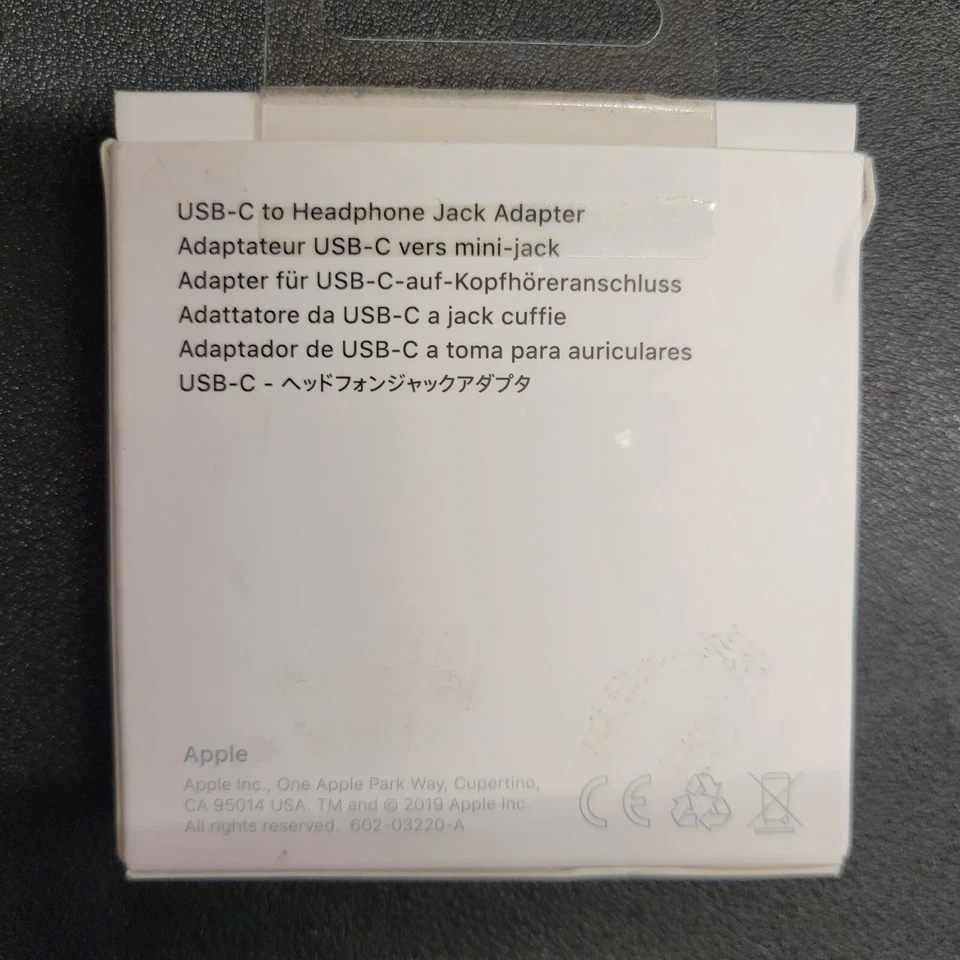 USB-C to Headphone Jack Adapter
Adaptateur USB-C vers mini-jack
Adapter für USB-C-auf-Kopfhöreranschluss
Adattatore da USB-C a jack cuffie
Adaptador de USB-C a toma para auriculares
USB-C - ヘッドフォンジャックアダプタ
Apple
Apple Inc., One Apple Park Way, Cupertino,
CA 95014 USA. TM and © 2019 Apple Inc.
All rights reserved. 602-03220-A
CE